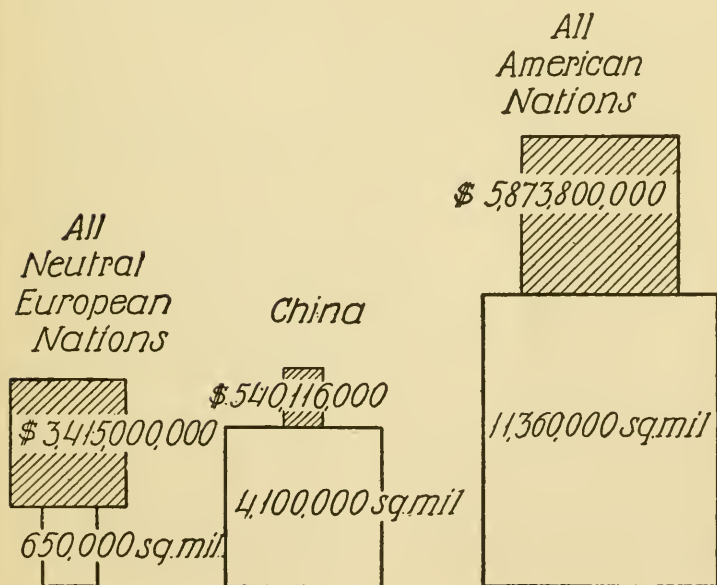 All
American
Nations
$ 5,873,800,000
11,360,000 sq.mil
All
Neutral
European
Nations
$ 3,415,000,000
650,000 sq.mil
China
$ 540,116,000
4,100,000 sq.mil